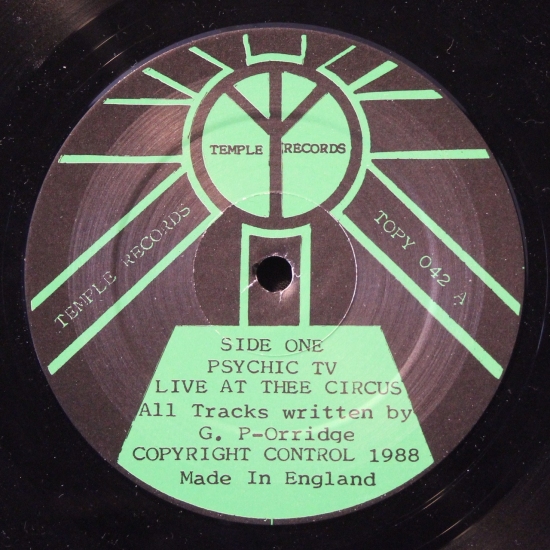 TEMPLE RECORDS
TEMPLE RECORDS
TOPY 042 A
SIDE ONE
PSYCHIC TV
LIVE AT THEE CIRCUS
All Tracks written by
G. P-Orridge
COPYRIGHT CONTROL 1988
Made In England